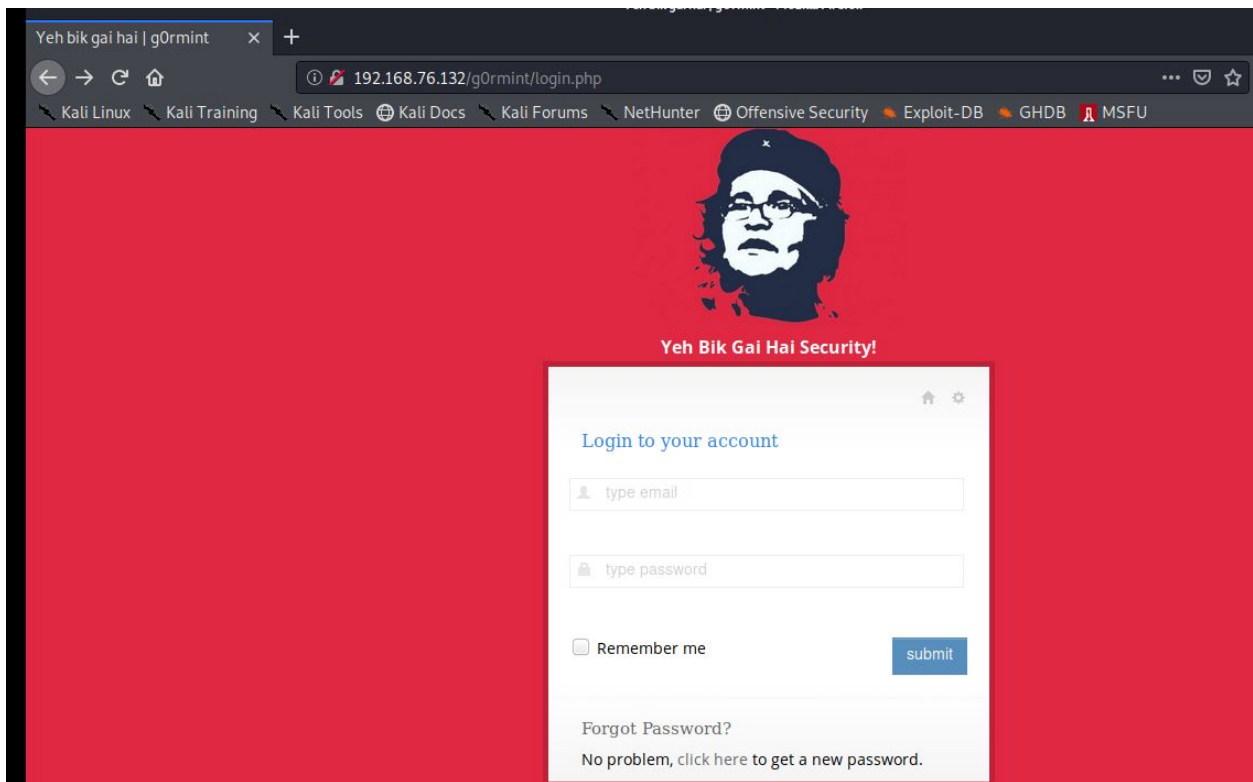 Yeh bik gai hai | g0rmint
192.168.76.132/g0rmint/login.php
Kali Linux Kali Training Kali Tools Kali Docs Kali Forums NetHunter Offensive Security Exploit-DB GHDB MSFU
Yeh Bik Gai Hai Security!
Login to your account
type email
type password
Remember me
submit
Forgot Password?
No problem, click here to get a new password.